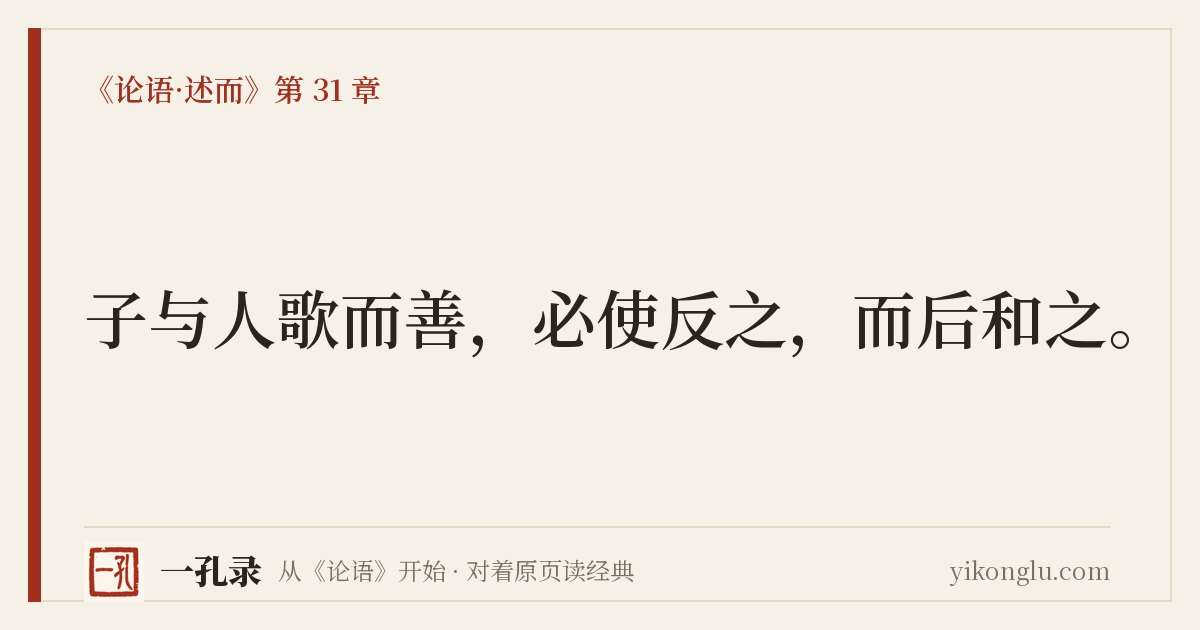 《论语·述而》第 31 章
子与人歌而善，必使反之，而后和之。
一孔
一孔录 从《论语》开始 · 对着原页读经典 yikonglu.com